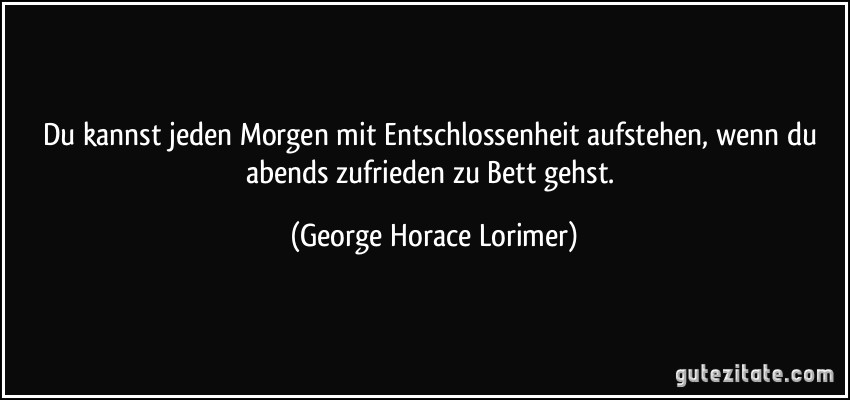 Du kannst jeden Morgen mit Entschlossenheit aufstehen, wenn du
abends zufrieden zu Bett gehst.
(George Horace Lorimer)
gutezitate.com